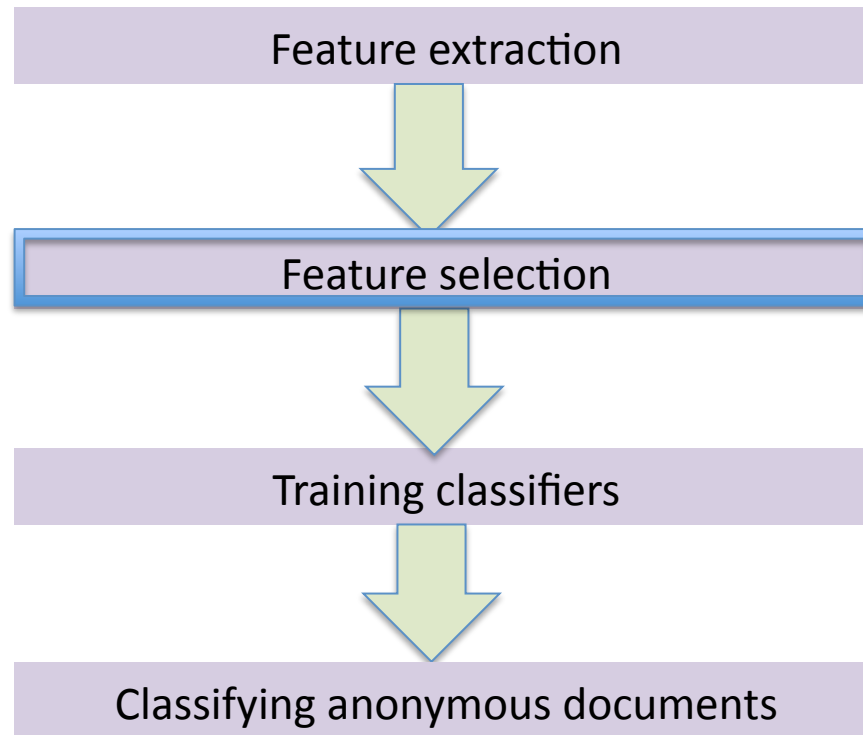 Feature extraction
Feature selection
Training classifiers
Classifying anonymous documents